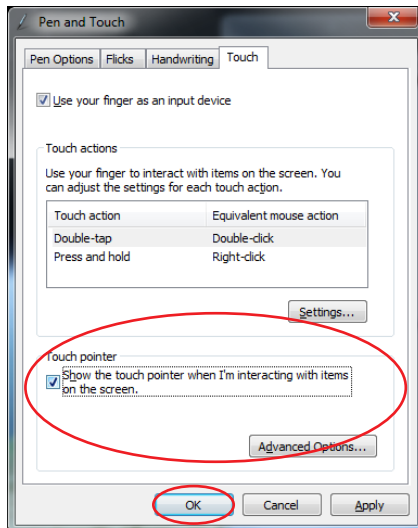 Pen and Touch
Pen Options Flicks Handwriting Touch
Use your finger as an input device
Touch actions
Use your finger to interact with items on the screen. You
can adjust the settings for each touch action.
Touch action Equivalent mouse action
Double-tap Double-click
Press and hold Right-click
Settings...
Touch pointer
Show the touch pointer when I'm interacting with items
on the screen.
Advanced Options...
OK Cancel Apply